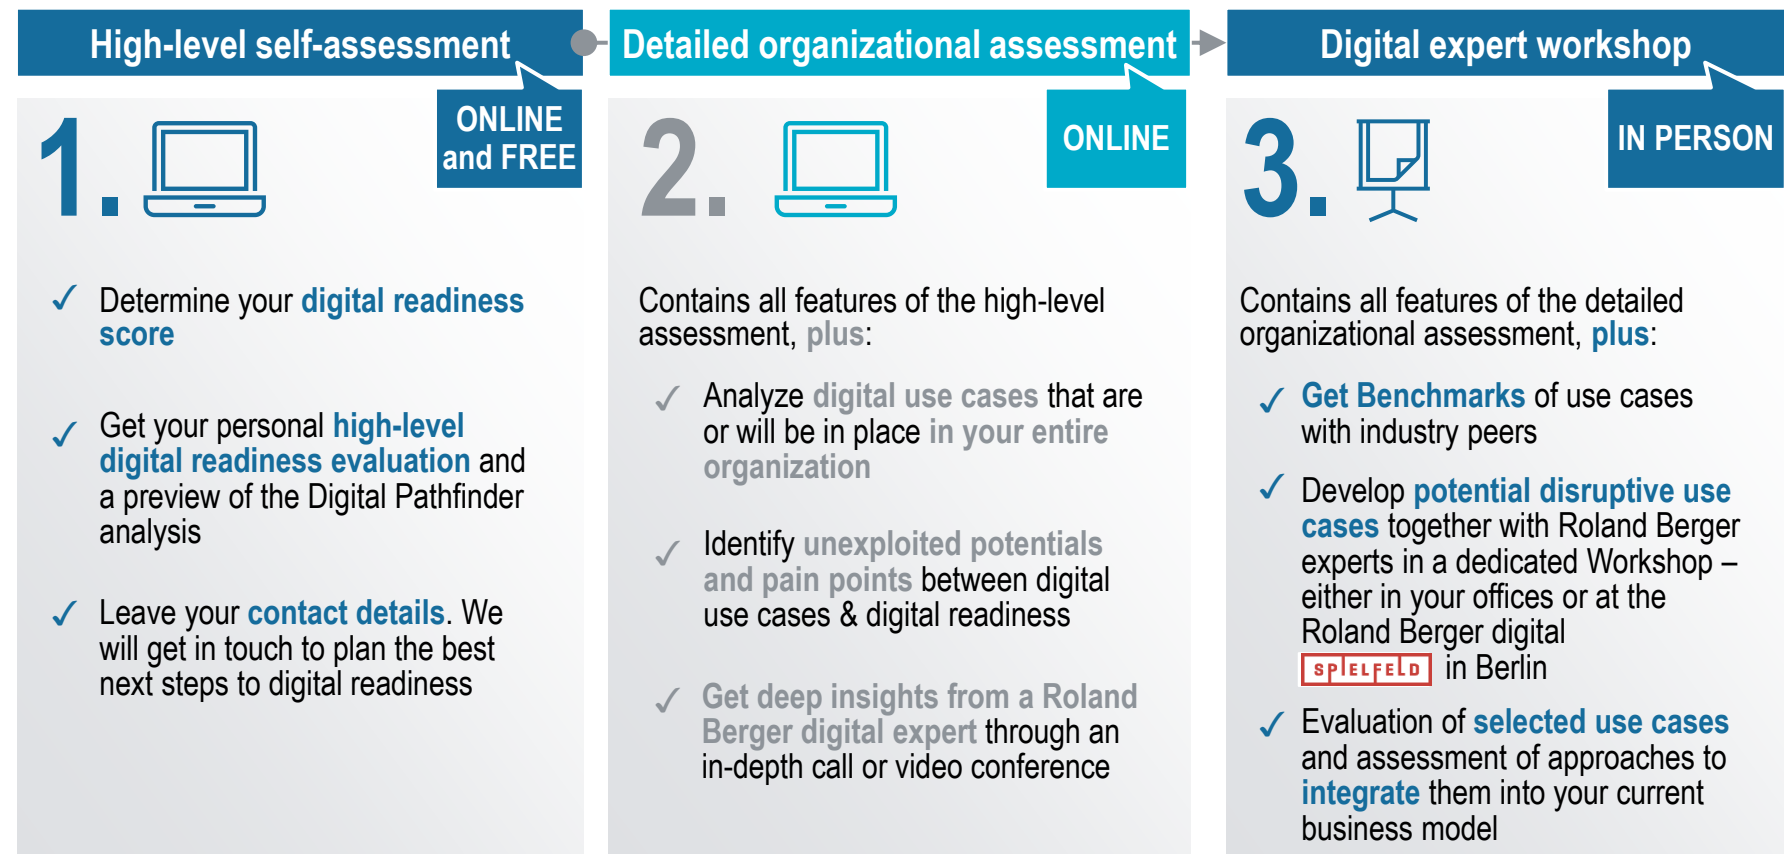 High-level self-assessment
ONLINE
and FREE
1.
Determine your digital readiness
score
Get your personal high-level
digital readiness evaluation and
a preview of the Digital Pathfinder
analysis
Leave your contact details. We
will get in touch to plan the best
next steps to digital readiness
Detailed organizational assessment
ONLINE
2.
Contains all features of the high-level
assessment, plus:
Analyze digital use cases that are
or will be in place in your entire
organization
Identify unexploited potentials
and pain points between digital
use cases & digital readiness
Get deep insights from a Roland
Berger digital expert through an
in-depth call or video conference
Digital expert workshop
IN PERSON
3.
Contains all features of the detailed
organizational assessment, plus:
Get Benchmarks of use cases
with industry peers
Develop potential disruptive use
cases together with Roland Berger
experts in a dedicated Workshop –
either in your offices or at the
Roland Berger digital
SPIELFELD in Berlin
Evaluation of selected use cases
and assessment of approaches to
integrate them into your current
business model